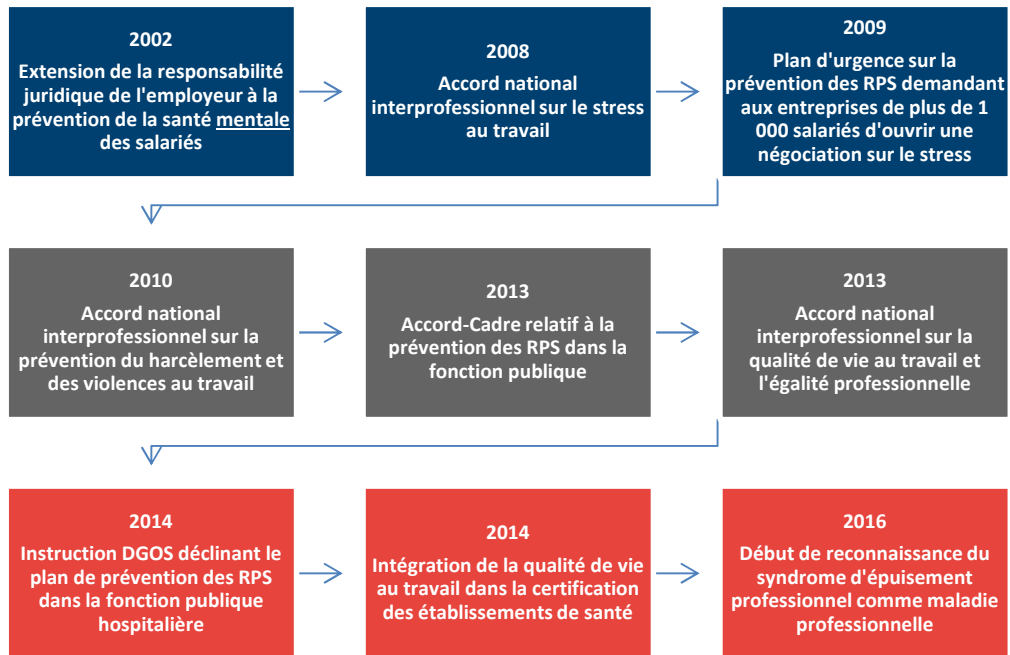 2002
Extension de la responsabilité
juridique de l'employeur à la
prévention de la santé mentale
des salariés
2008
Accord national
interprofessionnel sur le stress
au travail
2009
Plan d'urgence sur la
prévention des RPS demandant
aux entreprises de plus de 1
000 salariés d'ouvrir une
négociation sur le stress
2010
Accord national
interprofessionnel sur la
prévention du harcèlement et
des violences au travail
2013
Accord-Cadre relatif à la
prévention des RPS dans la
fonction publique
2013
Accord national
interprofessionnel sur la
qualité de vie au travail et
l'égalité professionnelle
2014
Instruction DGOS déclinant le
plan de prévention des RPS
dans la fonction publique
hospitalière
2014
Intégration de la qualité de vie
au travail dans la certification
des établissements de santé
2016
Début de reconnaissance du
syndrome d'épuisement
professionnel comme maladie
professionnelle